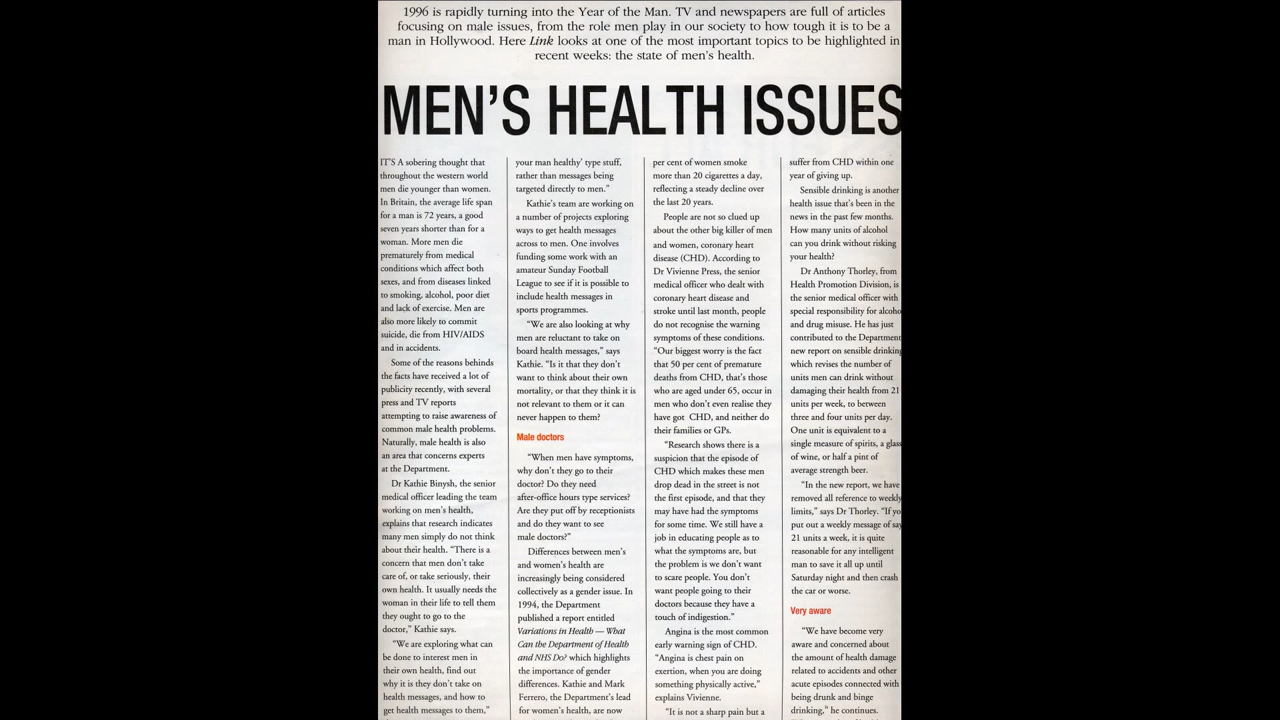 1996 is rapidly turning into the Year of the Man. TV and newspapers are full of articles
focusing on male issues, from the role men play in our society to how tough it is to be a
man in Hollywood. Here Link looks at one of the most important topics to be highlighted in
recent weeks: the state of men's health.
MEN'S HEALTH ISSUES
IT'S A sobering thought that
throughout the western world
men die younger than women.
In Britain, the average life span
for a man is 72 years, a good
seven years shorter than for a
woman. More men die
prematurely from medical
conditions which affect both
sexes, and from diseases linked
to smoking, alcohol, poor diet
and lack of exercise. Men are
also more likely to commit
suicide, die from HIV/AIDS
and in accidents.
Some of the reasons behinds
the facts have received a lot of
publicity recently, with several
press and TV reports
attempting to raise awareness of
common male health problems.
Naturally, male health is also
an area that concerns experts
at the Department.
Dr Kathie Binysh, the senior
medical officer leading the team
working on men's health,
explains that research indicates
many men simply do not think
about their health. "There is a
concern that men don't take
care of, or take seriously, their
own health. It usually needs the
woman in their life to tell them
they ought to go to the
doctor," Kathie says.
"We are exploring what can
be done to interest men in
their own health, find out
why it is they don't take on
health messages, and how to
get health messages to them,"
your man healthy' type stuff,
rather than messages being
targeted directly to men."
Kathie's team are working on
a number of projects exploring
ways to get health messages
across to men. One involves
funding some work with an
amateur Sunday Football
League to see if it is possible to
include health messages in
sports programmes.
"We are also looking at why
men are reluctant to take on
board health messages," says
Kathie. "Is it that they don't
want to think about their own
mortality, or that they think it is
not relevant to them or it can
never happen to them?
Male doctors
"When men have symptoms,
why don't they go to their
doctor? Do they need
after-office hours type services?
Are they put off by receptionists
and do they want to see
male doctors?"
Differences between men's
and women's health are
increasingly being considered
collectively as a gender issue. In
1994, the Department
published a report entitled
Variations in Health — What
Can the Department of Health
and NHS Do? which highlights
the importance of gender
differences. Kathie and Mark
Ferrero, the Department's lead
for women's health, are now
per cent of women smoke
more than 20 cigarettes a day,
reflecting a steady decline over
the last 20 years.
People are not so clued up
about the other big killer of men
and women, coronary heart
disease (CHD). According to
Dr Vivienne Press, the senior
medical officer who dealt with
coronary heart disease and
stroke until last month, people
do not recognise the warning
symptoms of these conditions.
"Our biggest worry is the fact
that 50 per cent of premature
deaths from CHD, that's those
who are aged under 65, occur in
men who don't even realise they
have got CHD, and neither do
their families or GPs.
"Research shows there is a
suspicion that the episode of
CHD which makes these men
drop dead in the street is not
the first episode, and that they
may have had the symptoms
for some time. We still have a
job in educating people as to
what the symptoms are, but
the problem is we don't want
to scare people. You don't
want people going to their
doctors because they have a
touch of indigestion."
Angina is the most common
early warning sign of CHD.
"Angina is chest pain on
exertion, when you are doing
something physically active,"
explains Vivienne.
"It is not a sharp pain but a
suffer from CHD within one
year of giving up.
Sensible drinking is another
health issue that's been in the
news in the past few months.
How many units of alcohol
can you drink without risking
your health?
Dr Anthony Thorley, from
Health Promotion Division, is
the senior medical officer with
special responsibility for alcoho
and drug misuse. He has just
contributed to the Department
new report on sensible drinking
which revises the number of
units men can drink without
damaging their health from 21
units per week, to between
three and four units per day.
One unit is equivalent to a
single measure of spirits, a glass
of wine, or half a pint of
average strength beer.
"In the new report, we have
removed all reference to weekly
limits," says Dr Thorley. "If yo
put out a weekly message of say
21 units a week, it is quite
reasonable for any intelligent
man to save it all up until
Saturday night and then crash
the car or worse.
Very aware
"We have become very
aware and concerned about
the amount of health damage
related to accidents and other
acute episodes connected with
being drunk and binge
drinking," he continues.